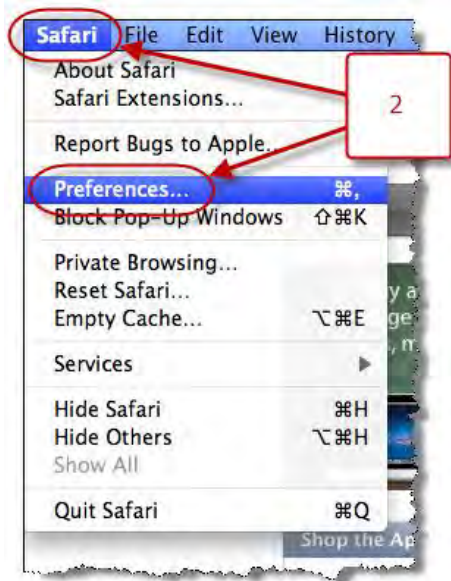 Safari File Edit View History
About Safari
Safari Extensions...
2
Report Bugs to Apple...
Preferences... ⌘,
Block Pop-Up Windows ⇧⌘K
Private Browsing...
Reset Safari...
Empty Cache... ⌥⌘E
Services ▶
Hide Safari ⌘H
Hide Others ⌥⌘H
Show All
Quit Safari ⌘Q
Shop the Ap